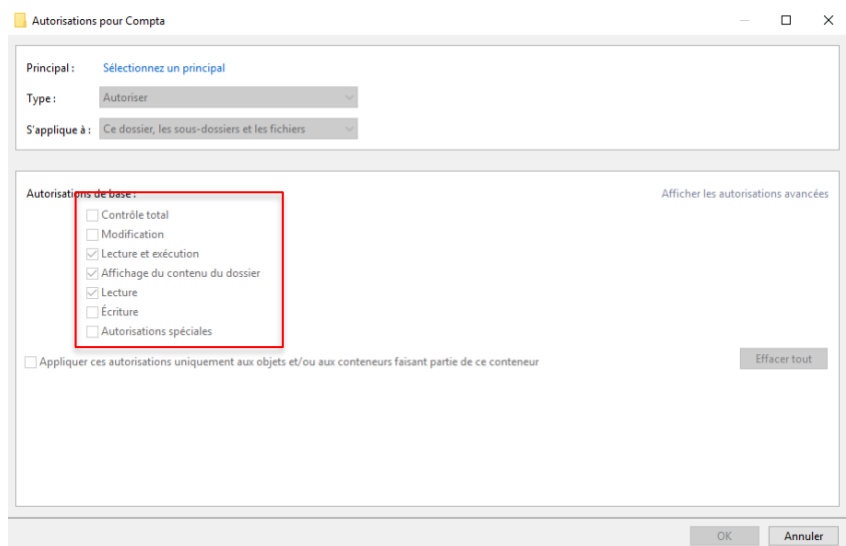 Autorisations pour Compta
Principal : Sélectionnez un principal
Type : Autoriser
S'applique à : Ce dossier, les sous-dossiers et les fichiers
Autorisations de base : Afficher les autorisations avancées
Contrôle total
Modification
Lecture et exécution
Affichage du contenu du dossier
Lecture
Écriture
Autorisations spéciales
Appliquer ces autorisations uniquement aux objets et/ou aux conteneurs faisant partie de ce conteneur Effacer tout
OK Annuler